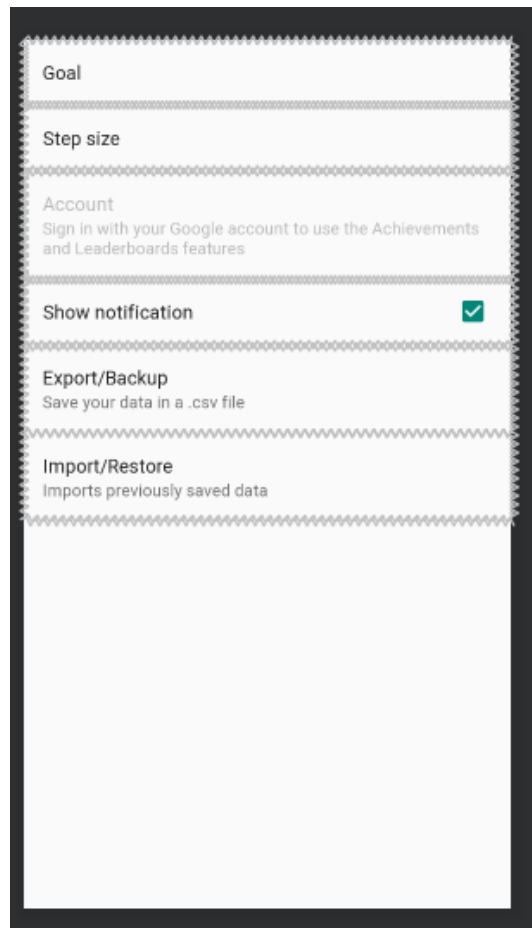 Goal
Step size
Account
Sign in with your Google account to use the Achievements
and Leaderboards features
Show notification
Export/Backup
Save your data in a .csv file
Import/Restore
Imports previously saved data